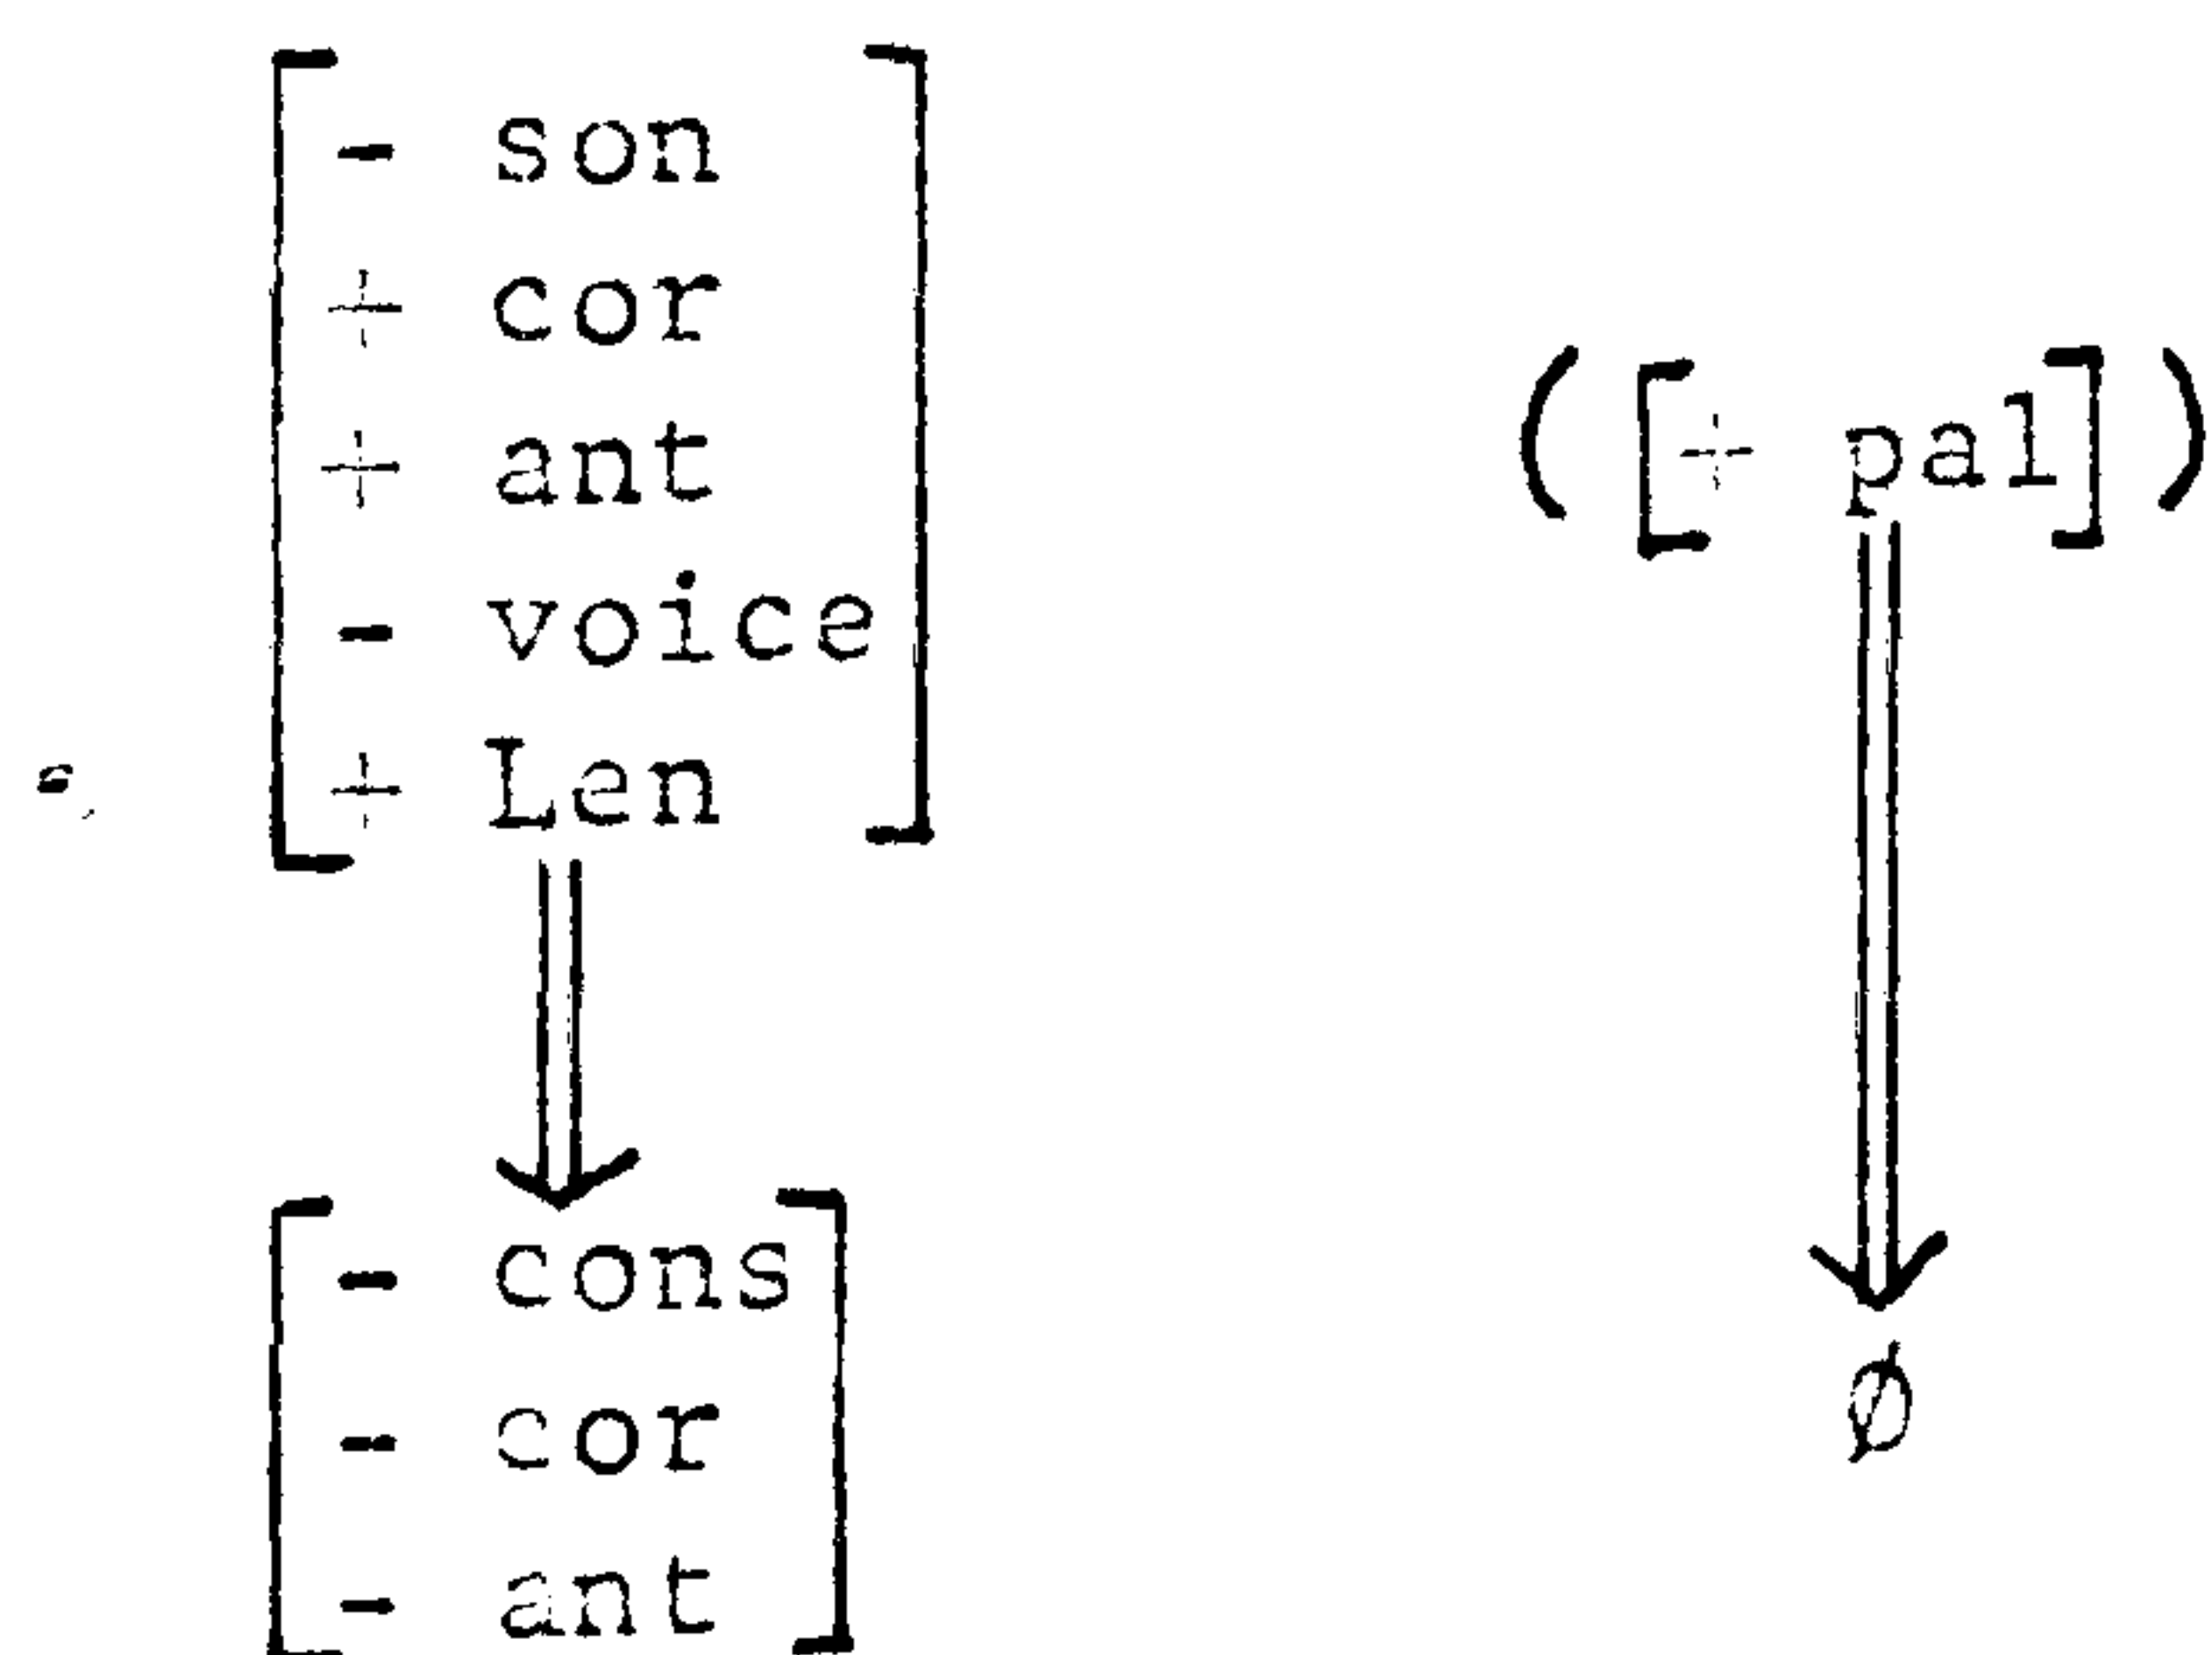 - son
+ cor
+ ant
- voice
+ Len
([+ pal])
- cons
- cor
- ant
Ø